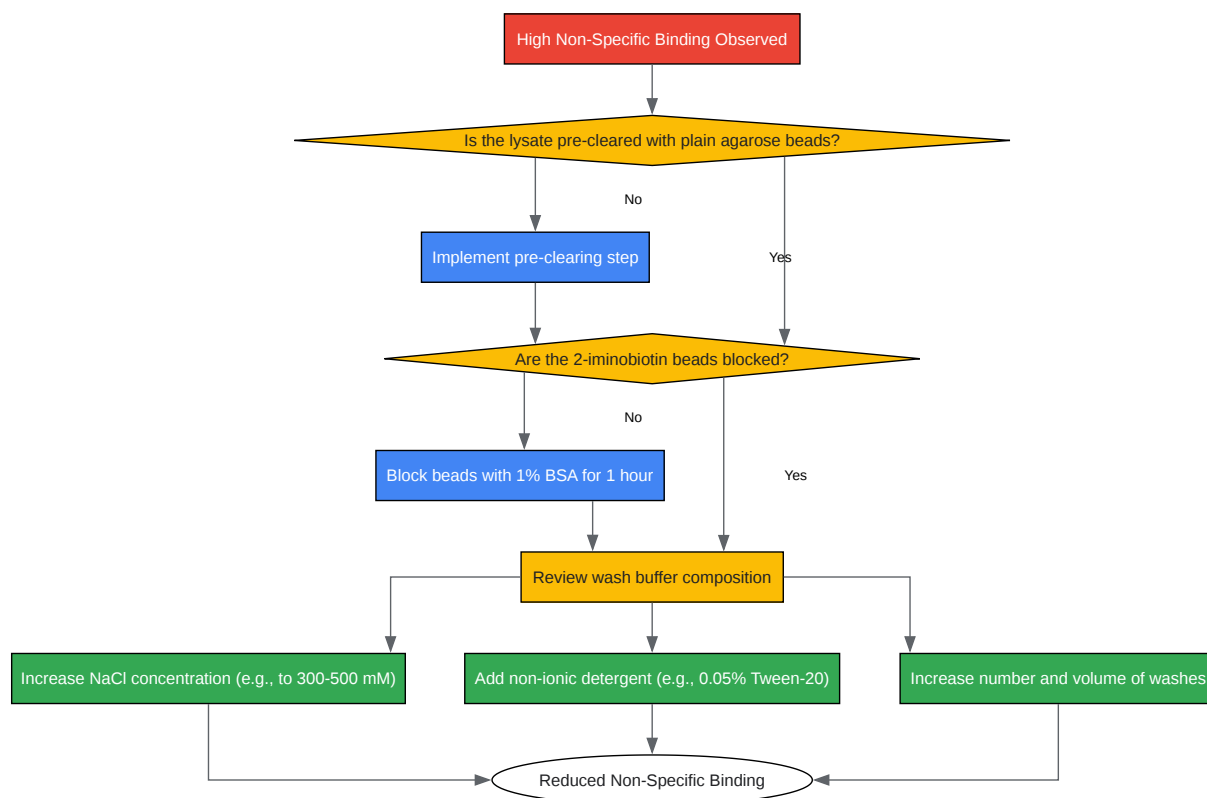 High Non-Specific Binding Observed
Is the lysate pre-cleared with plain agarose beads?
No
Implement pre-clearing step
Yes
Are the 2-iminobiotin beads blocked?
No
Block beads with 1% BSA for 1 hour
Yes
Review wash buffer composition
Increase NaCl concentration (e.g., to 300-500 mM)
Add non-ionic detergent (e.g., 0.05% Tween-20)
Increase number and volume of washes
Reduced Non-Specific Binding